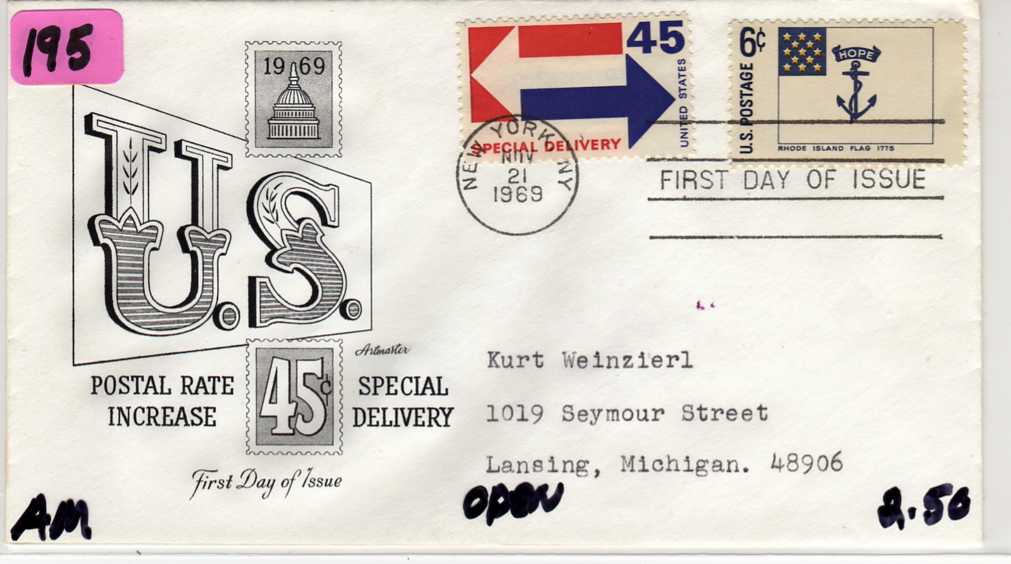 195
1969
U.S.
Artmaster
POSTAL RATE
INCREASE
45¢
SPECIAL
DELIVERY
First Day of Issue
45
UNITED STATES
SPECIAL DELIVERY
6¢
U.S. POSTAGE
HOPE
RHODE ISLAND FLAG 1775
NEW YORK, NY
NOV
21
1969
FIRST DAY OF ISSUE
Kurt Weinzierl
1019 Seymour Street
Lansing, Michigan. 48906
AM
OPEN
2.50